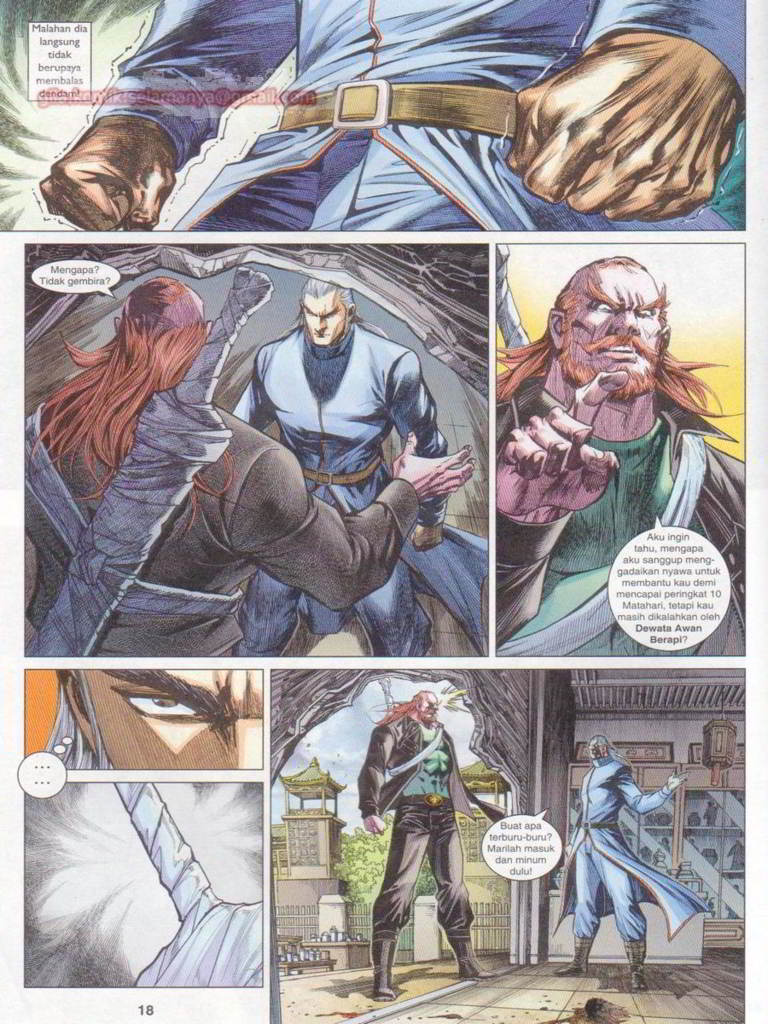 Malahan dia
langsung
tidak
berupaya
membalas
dendam!
Mengapa?
Tidak gembira?
Aku ingin
tahu, mengapa
aku sanggup meng-
gadaikan nyawa untuk
membantu kau demi
mencapai peringkat 10
Matahari, tetapi kau
masih dikalahkan oleh
Dewata Awan
Berapi?
...
...
Buat apa
terburu-buru?
Marilah masuk
dan minum
dulu!
18